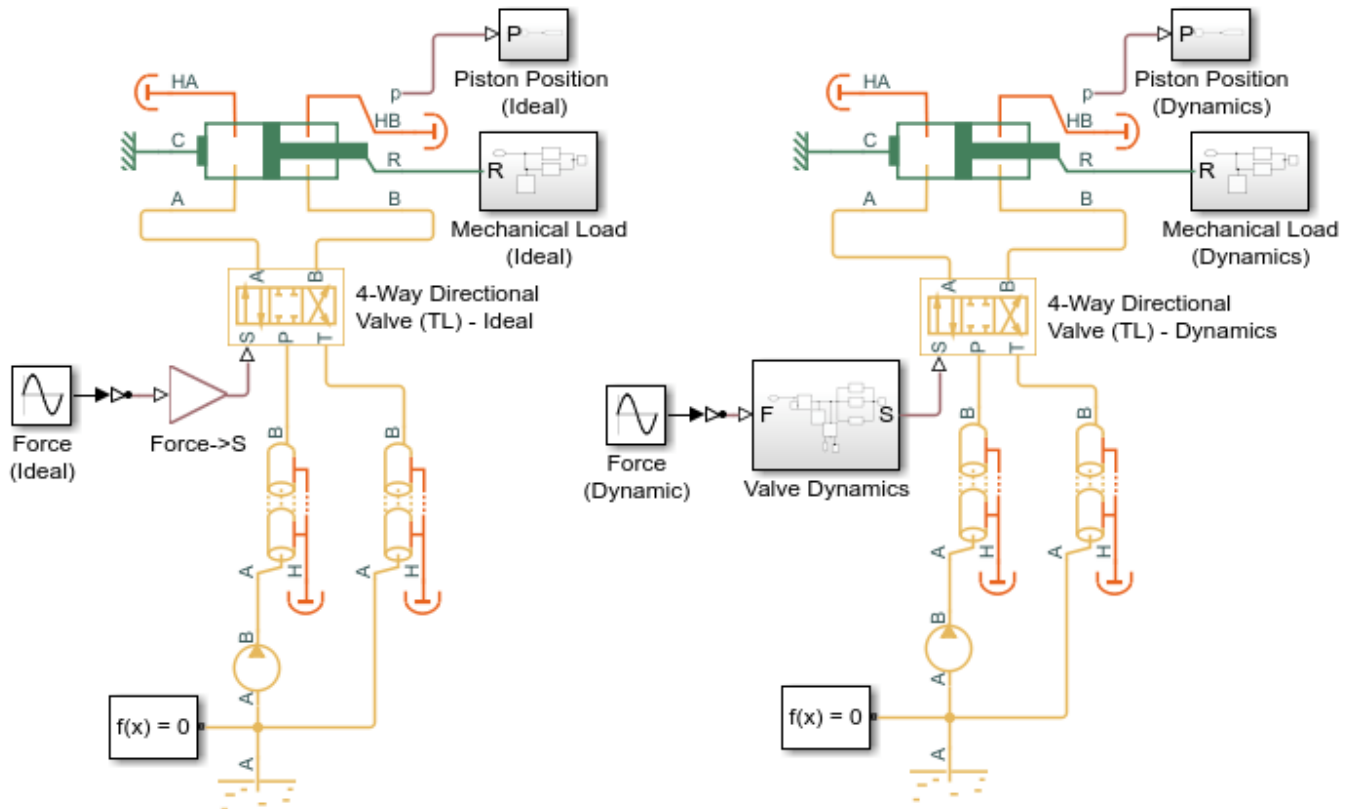 P
Piston Position
(Ideal)
HA
p
HB
C
R
R
A
B
Mechanical Load
(Ideal)
A
B
4-Way Directional
Valve (TL) - Ideal
S
P
T
Force
(Ideal)
Force->S
B
B
A
H
A
H
B
A
f(x) = 0
A
P
Piston Position
(Dynamics)
HA
p
HB
C
R
R
A
B
Mechanical Load
(Dynamics)
A
B
4-Way Directional
Valve (TL) - Dynamics
S
P
T
F
S
Force
(Dynamic)
Valve Dynamics
B
B
A
H
A
H
B
A
f(x) = 0
A